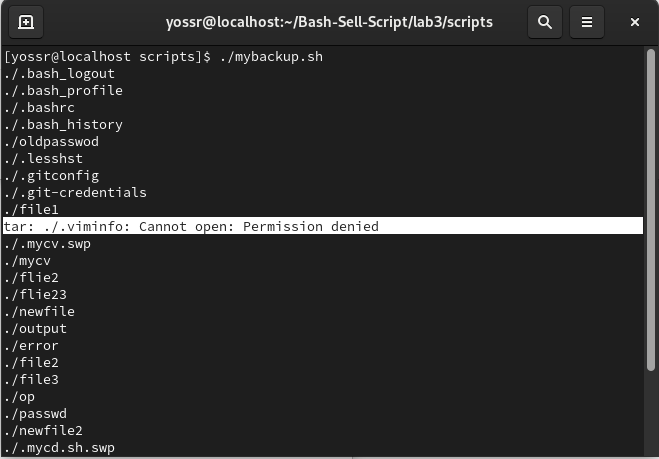 yossr@localhost:~/Bash-Sell-Script/lab3/scripts
[yossr@localhost scripts]$ ./mybackup.sh
./.bash_logout
./.bash_profile
./.bashrc
./.bash_history
./oldpasswod
./.lesshst
./.gitconfig
./.git-credentials
./file1
tar: ./.viminfo: Cannot open: Permission denied
./.mycv.swp
./mycv
./flie2
./flie23
./newfile
./output
./error
./file2
./file3
./op
./passwd
./newfile2
./.mycd.sh.swp